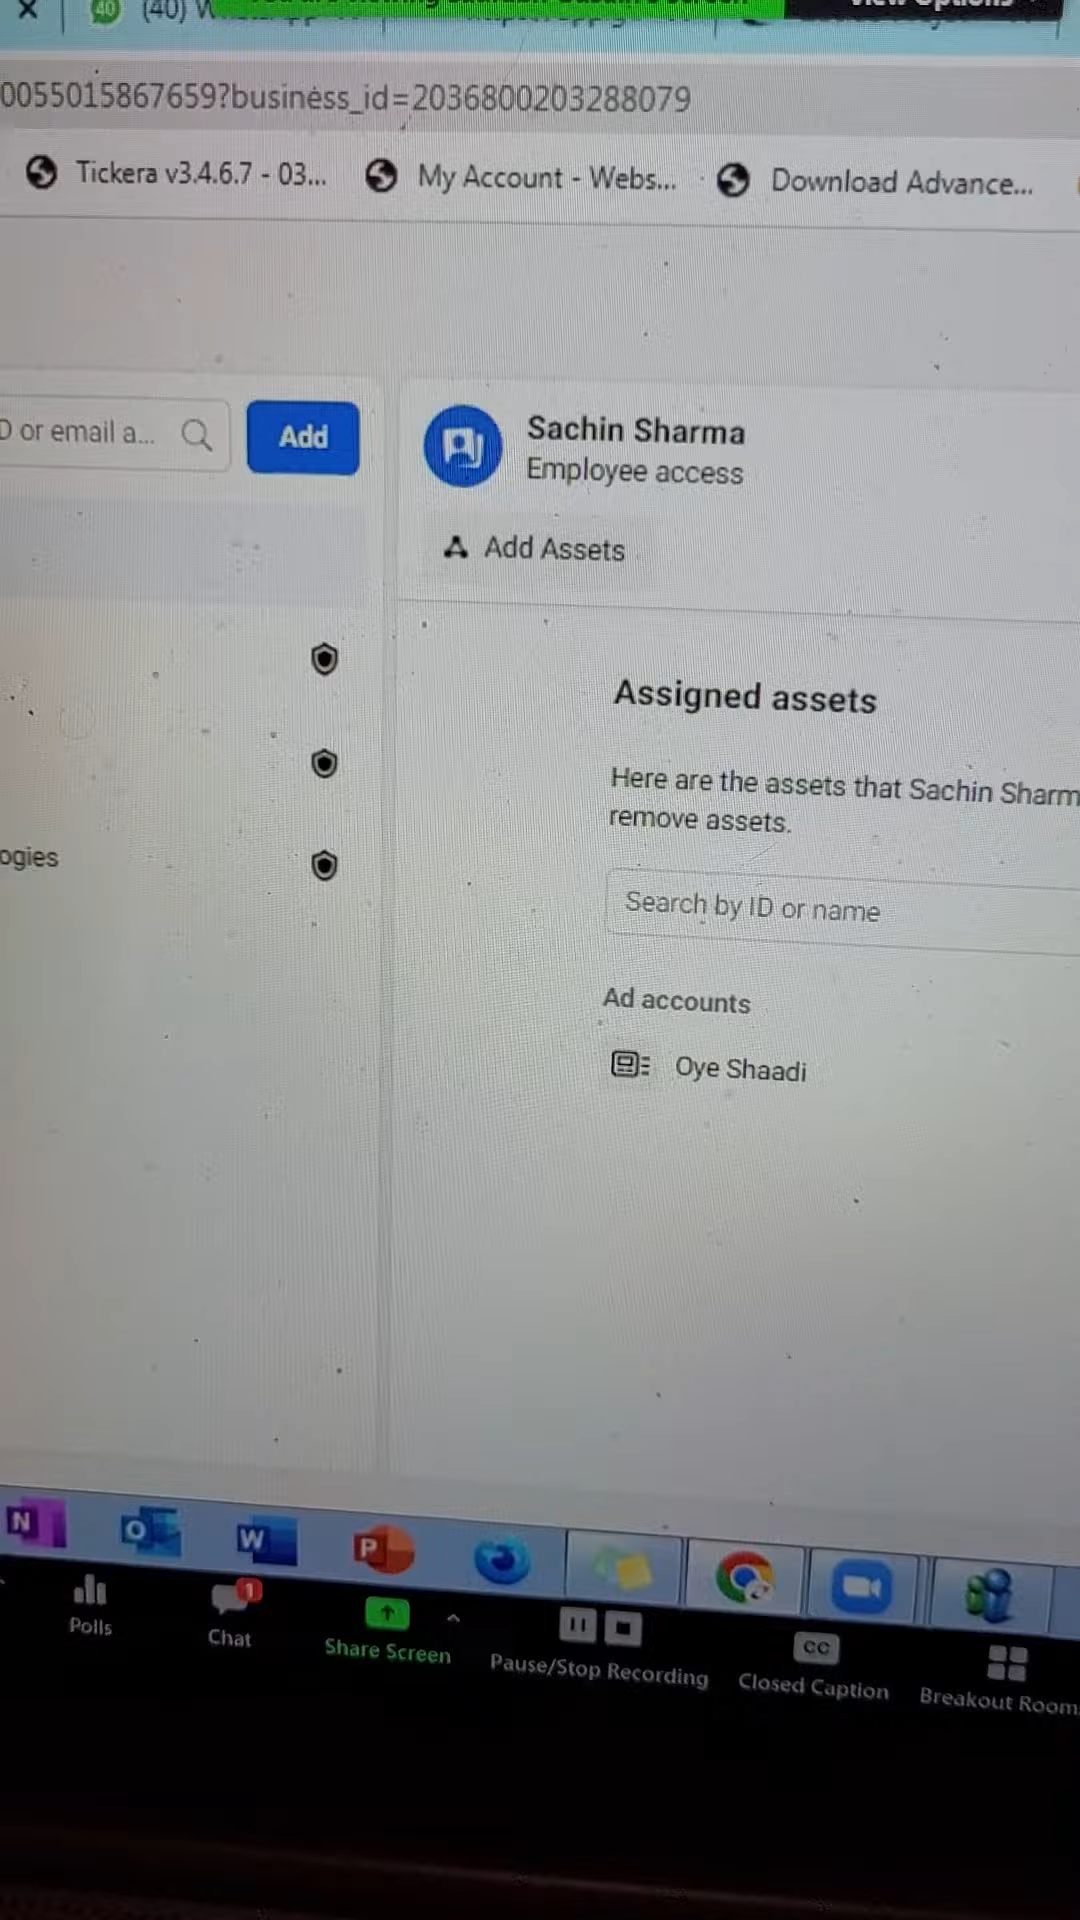 40
(40)
0055015867659?business_id=2036800203288079
Tickera v3.4.6.7 - 03...
My Account - Webs...
Download Advance...
D or email a...
Add
Sachin Sharma
Employee access
Add Assets
Assigned assets
Here are the assets that Sachin Sharm
remove assets.
ogies
Search by ID or name
Ad accounts
Oye Shaadi
N
O
W
P
1
Polls
Chat
Share Screen
Pause/Stop Recording
CC
Closed Caption
Breakout Room